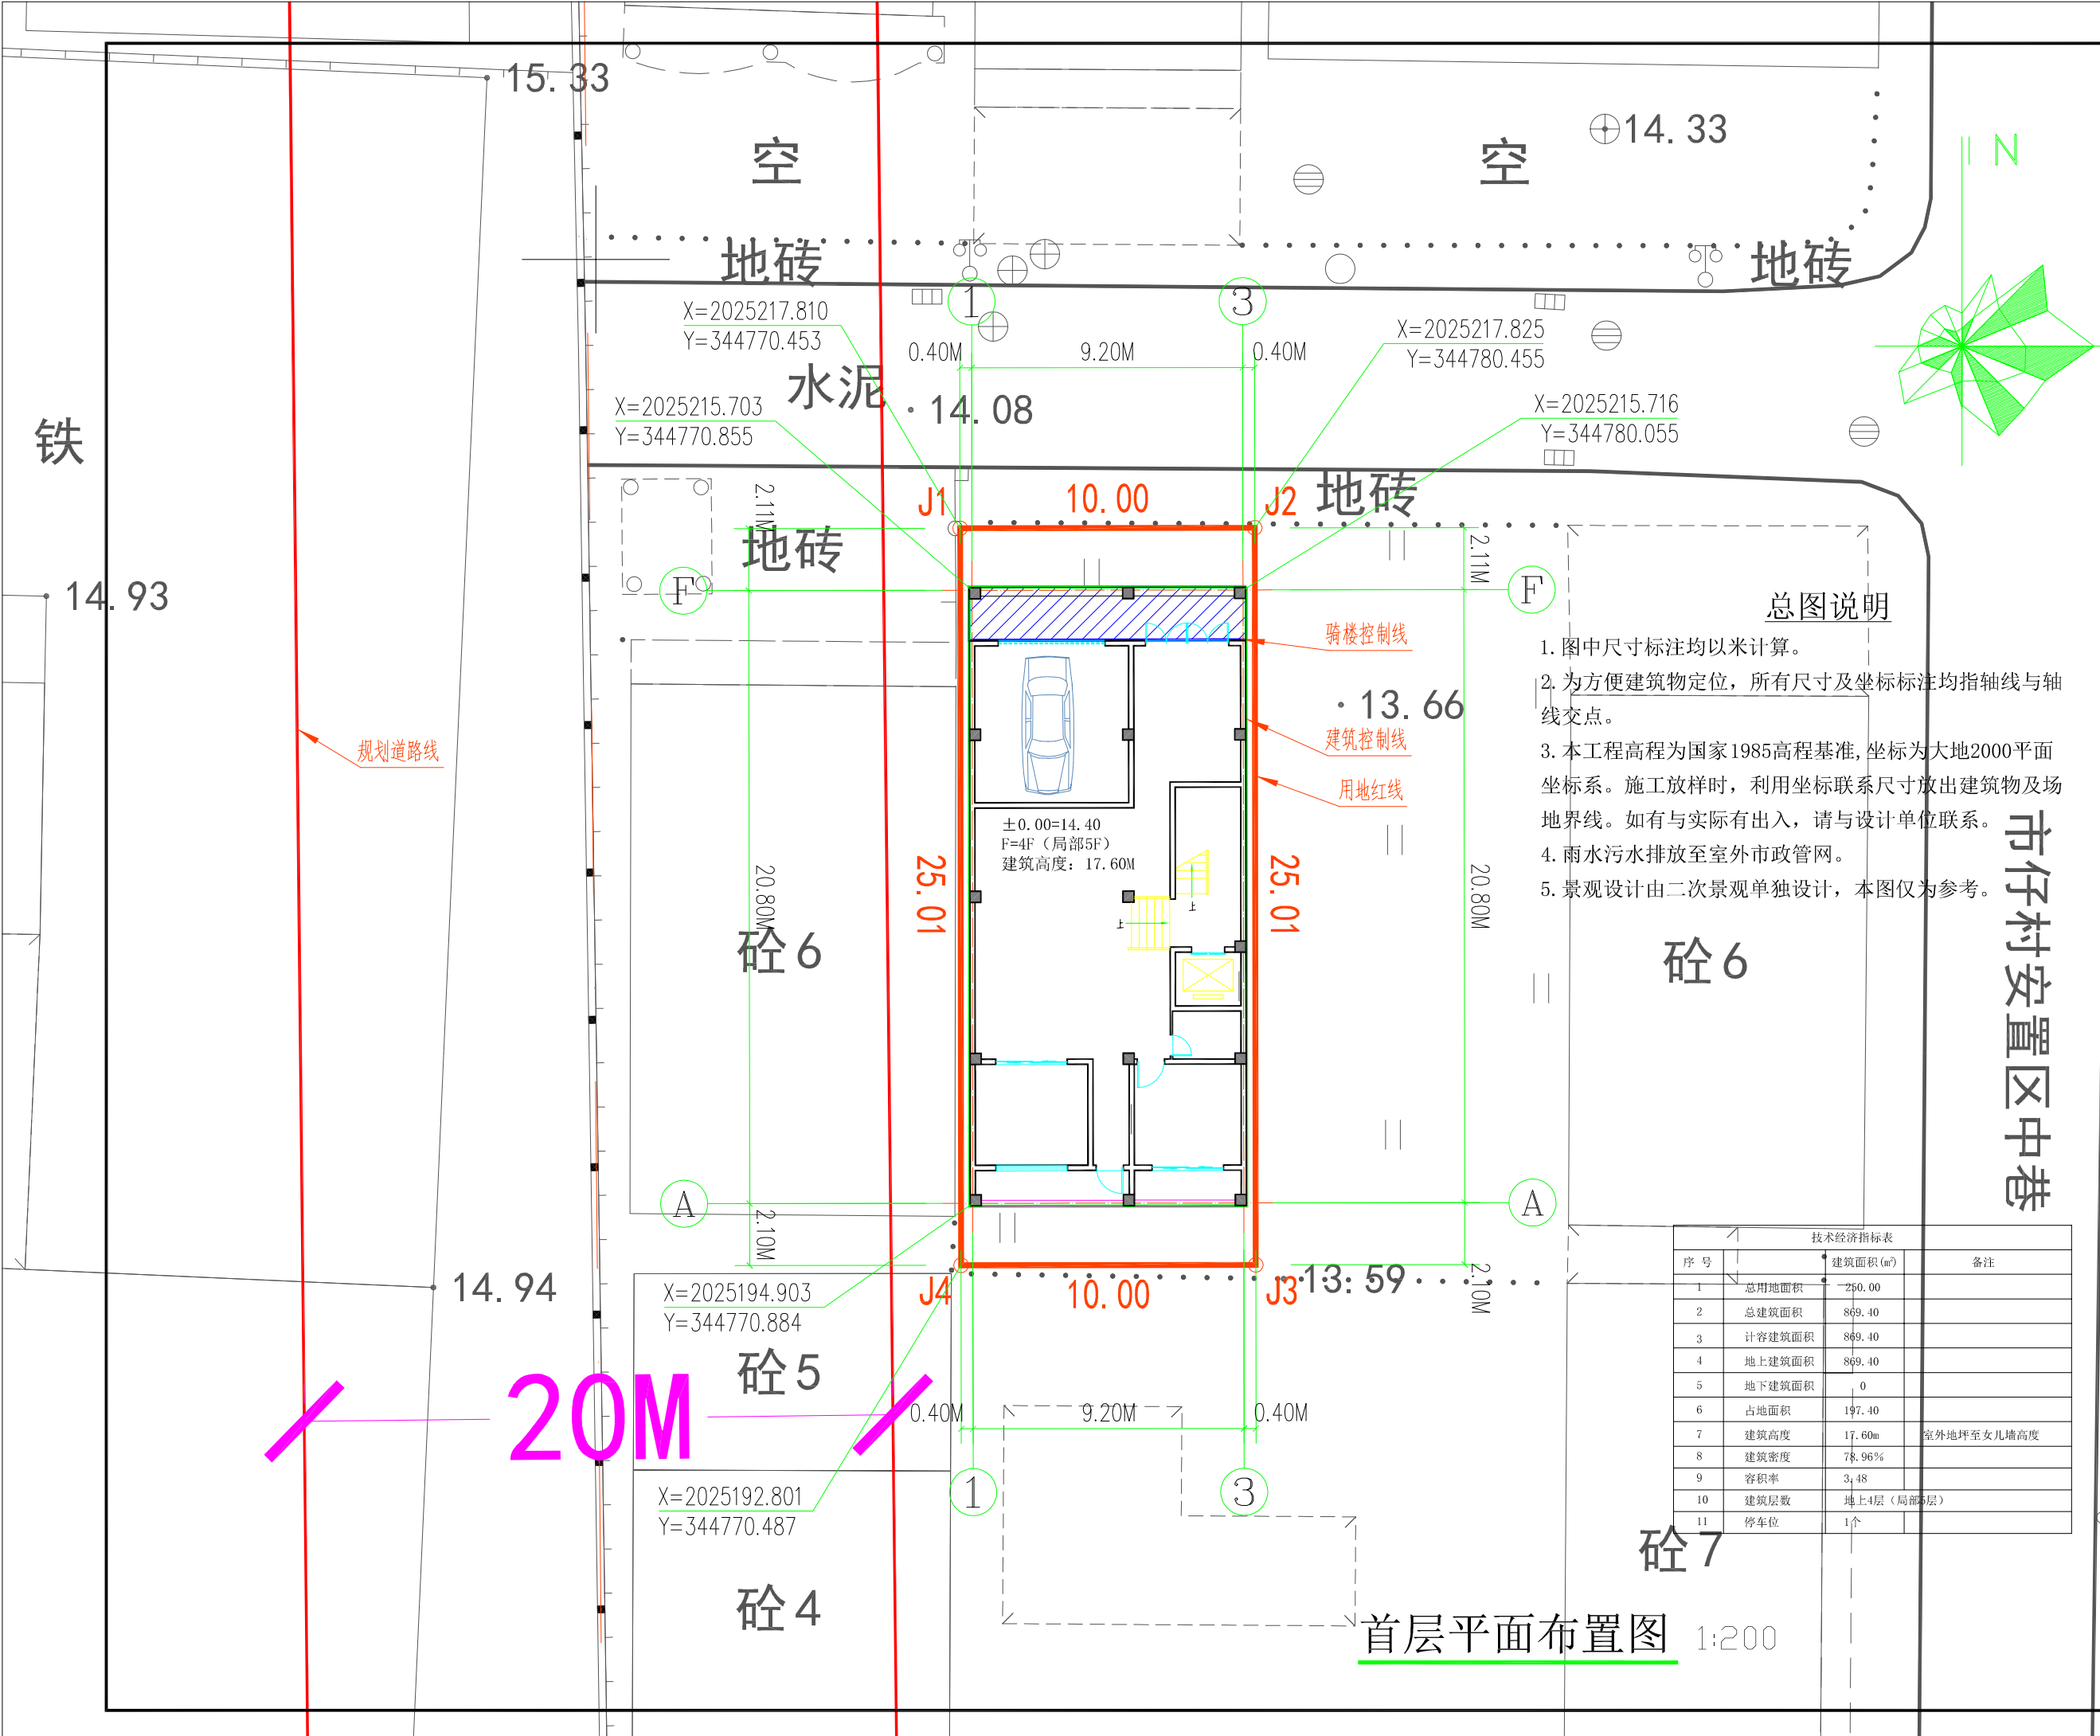 15.33
空
空
14.33
N
地砖
地砖
1
3
X=2025217.810
Y=344770.453
X=2025217.825
Y=344780.455
0.40M
9.20M
0.40M
水泥
14.08
X=2025215.703
Y=344770.855
X=2025215.716
Y=344780.055
铁
J1
10.00
J2
地砖
2.11M
2.11M
地砖
F
F
14.93
总图说明
1.图中尺寸标注均以米计算。
2.为方便建筑物定位，所有尺寸及坐标标注均指轴线与轴
线交点。
3.本工程高程为国家1985高程基准,坐标为大地2000平面
坐标系。施工放样时，利用坐标联系尺寸放出建筑物及场
地界线。如有与实际有出入，请与设计单位联系。
4.雨水污水排放至室外市政管网。
5.景观设计由二次景观单独设计，本图仅为参考。
骑楼控制线
13.66
建筑控制线
用地红线
规划道路线
±0.00=14.40
F=4F（局部5F）
建筑高度：17.60M
25.01
25.01
20.80M
20.80M
上
上
砼6
砼6
市仔村安置区中巷
A
A
2.10M
2.10M
J4
10.00
J3
13.59
14.94
X=2025194.903
Y=344770.884
砼5
20M
0.40M
9.20M
0.40M
1
3
X=2025192.801
Y=344770.487
砼4
砼7
技术经济指标表
序 号 建筑面积(㎡) 备注
1 总用地面积 250.00
2 总建筑面积 869.40
3 计容建筑面积 869.40
4 地上建筑面积 869.40
5 地下建筑面积 0
6 占地面积 197.40
7 建筑高度 17.60m 室外地坪至女儿墙高度
8 建筑密度 78.96%
9 容积率 3.48
10 建筑层数 地上4层（局部5层）
11 停车位 1个
首层平面布置图 1:200